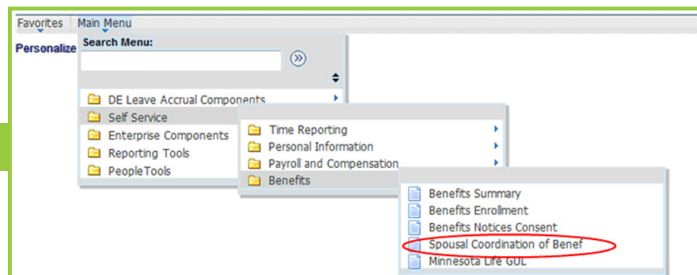 Favorites Main Menu
Personalize
Search Menu:
DE Leave Accrual Components
Self Service
Enterprise Components
Reporting Tools
PeopleTools
Time Reporting
Personal Information
Payroll and Compensation
Benefits
Benefits Summary
Benefits Enrollment
Benefits Notices Consent
Spousal Coordination of Benef
Minnesota Life GUL